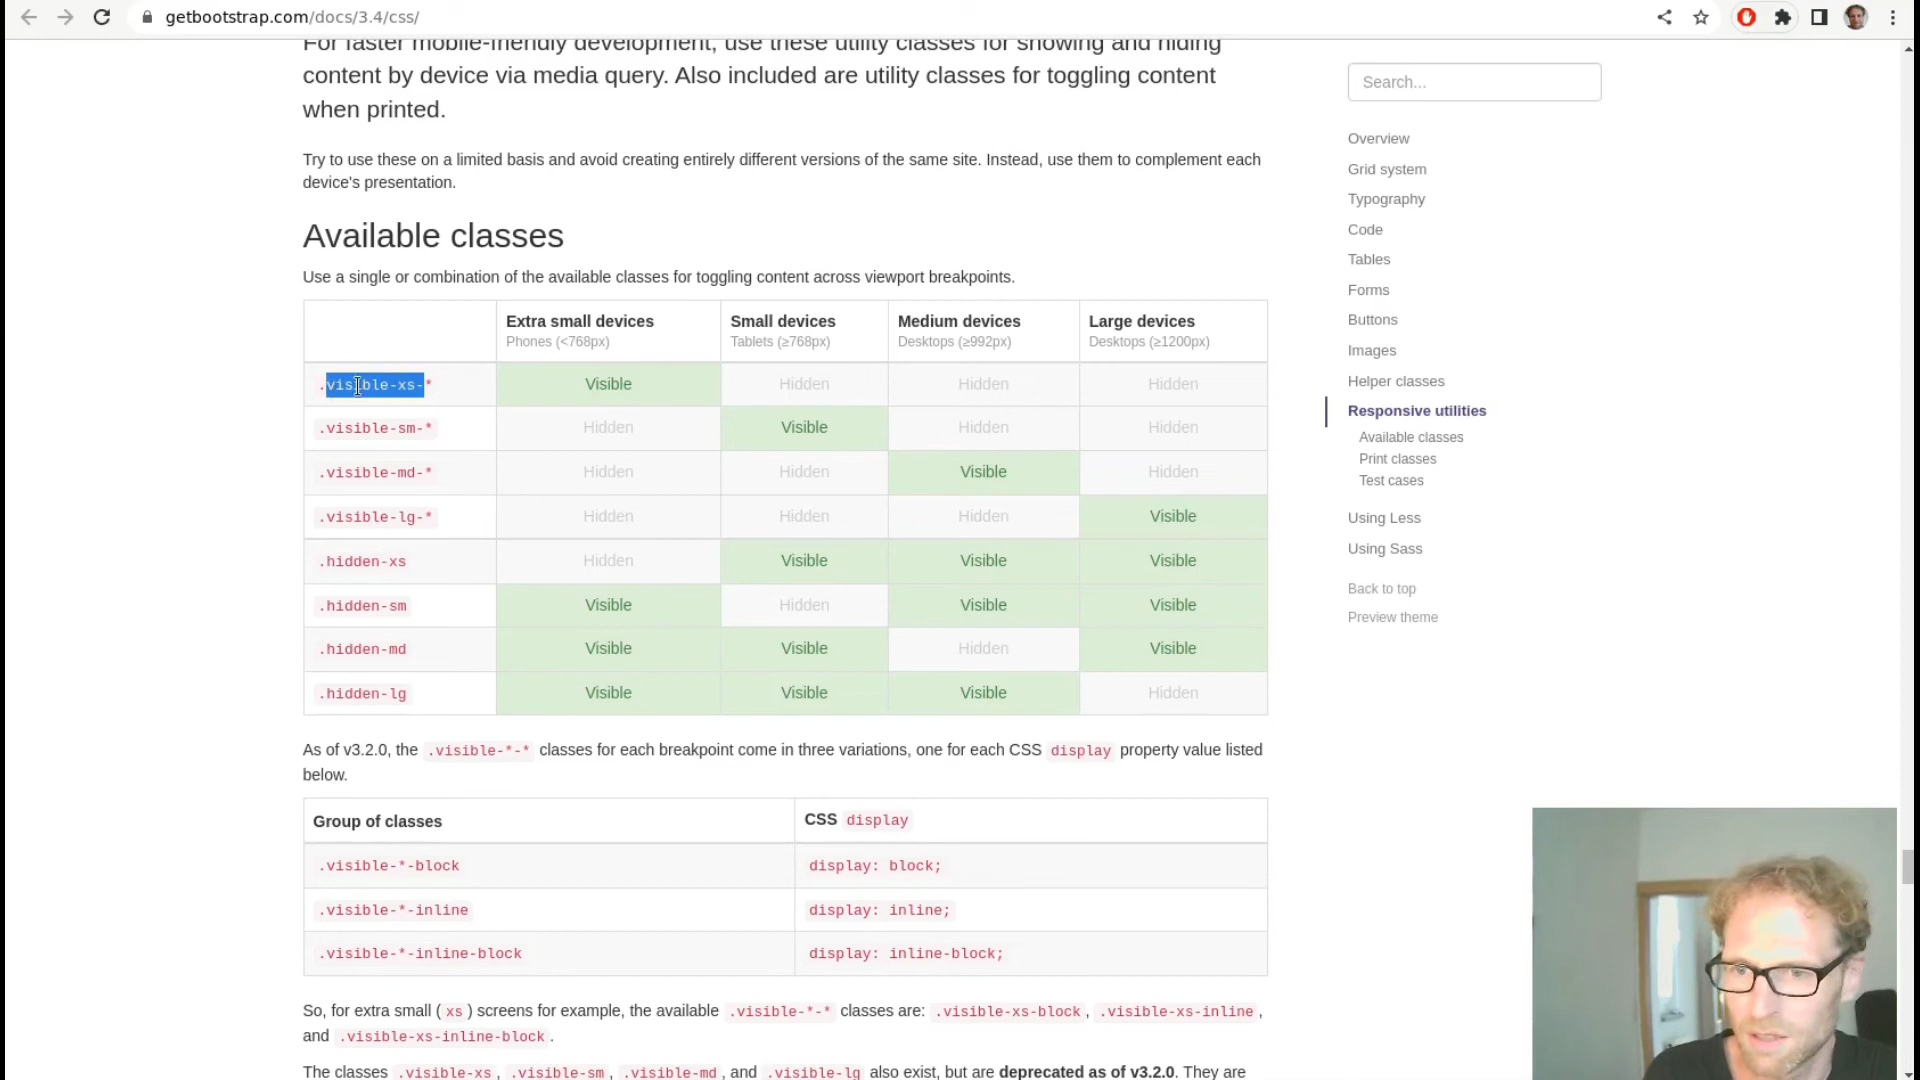 getbootstrap.com/docs/3.4/css/
For faster mobile-friendly development, use these utility classes for showing and hiding
content by device via media query. Also included are utility classes for toggling content
when printed.
Try to use these on a limited basis and avoid creating entirely different versions of the same site. Instead, use them to complement each
device's presentation.
Available classes
Use a single or combination of the available classes for toggling content across viewport breakpoints.
Extra small devices Small devices Medium devices Large devices
Phones (<768px) Tablets (≥768px) Desktops (≥992px) Desktops (≥1200px)
.visible-xs-* Visible Hidden Hidden Hidden
.visible-sm-* Hidden Visible Hidden Hidden
.visible-md-* Hidden Hidden Visible Hidden
.visible-lg-* Hidden Hidden Hidden Visible
.hidden-xs Hidden Visible Visible Visible
.hidden-sm Visible Hidden Visible Visible
.hidden-md Visible Visible Hidden Visible
.hidden-lg Visible Visible Visible Hidden
As of v3.2.0, the .visible-*-* classes for each breakpoint come in three variations, one for each CSS display property value listed
below.
Group of classes CSS display
.visible-*-block display: block;
.visible-*-inline display: inline;
.visible-*-inline-block display: inline-block;
So, for extra small (xs) screens for example, the available .visible-*-* classes are: .visible-xs-block, .visible-xs-inline,
and .visible-xs-inline-block.
The classes .visible-xs, .visible-sm, .visible-md, and .visible-lg also exist, but are deprecated as of v3.2.0. They are
Search...
Overview
Grid system
Typography
Code
Tables
Forms
Buttons
Images
Helper classes
Responsive utilities
Available classes
Print classes
Test cases
Using Less
Using Sass
Back to top
Preview theme